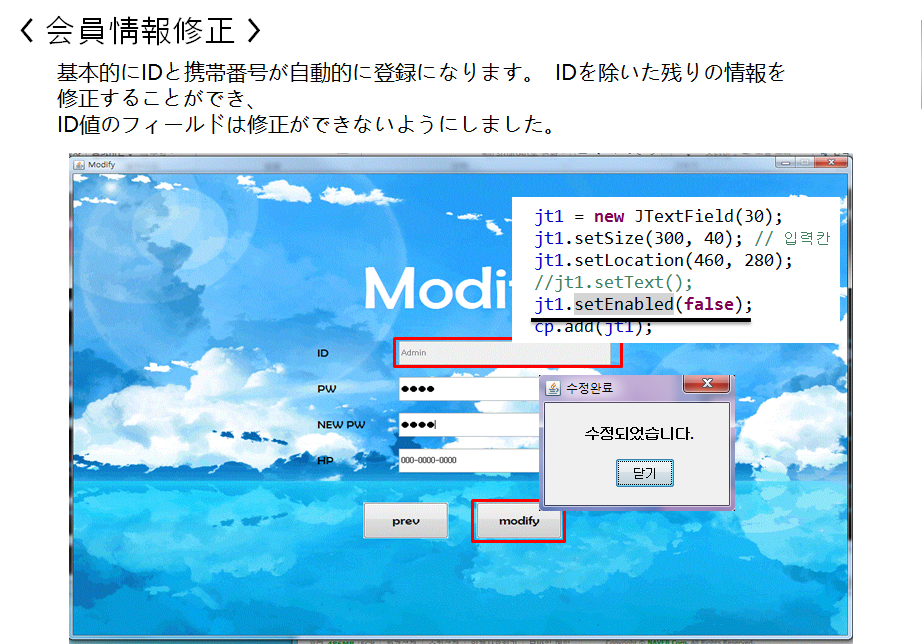 < 会員情報修正 >
基本的にIDと携帯番号が自動的に登録になります。 IDを除いた残りの情報を
修正することができ、
ID値のフィールドは修正ができないようにしました。
Modify
jt1 = new JTextField(30);
jt1.setSize(300, 40); // 입력칸
jt1.setLocation(460, 280);
//jt1.setText();
jt1.setEnabled(false);
cp.add(jt1);
Modi
ID
Admin
PW
●●●●
NEW PW
●●●●
HP
000-0000-0000
수정완료
수정되었습니다.
닫기
prev
modify